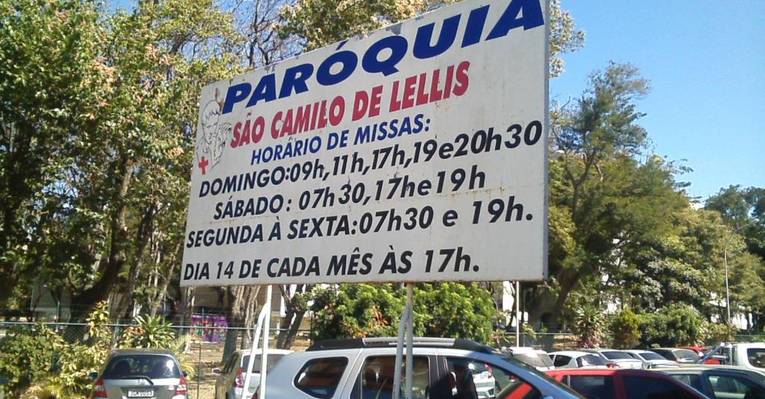 PARÓQUIA
SÃO CAMILO DE LELLIS
HORÁRIO DE MISSAS:
DOMINGO:09h,11h,17h,19e20h30
SÁBADO: 07h30,17he19h
SEGUNDA À SEXTA:07h30 e 19h.
DIA 14 DE CADA MÊS ÀS 17h.